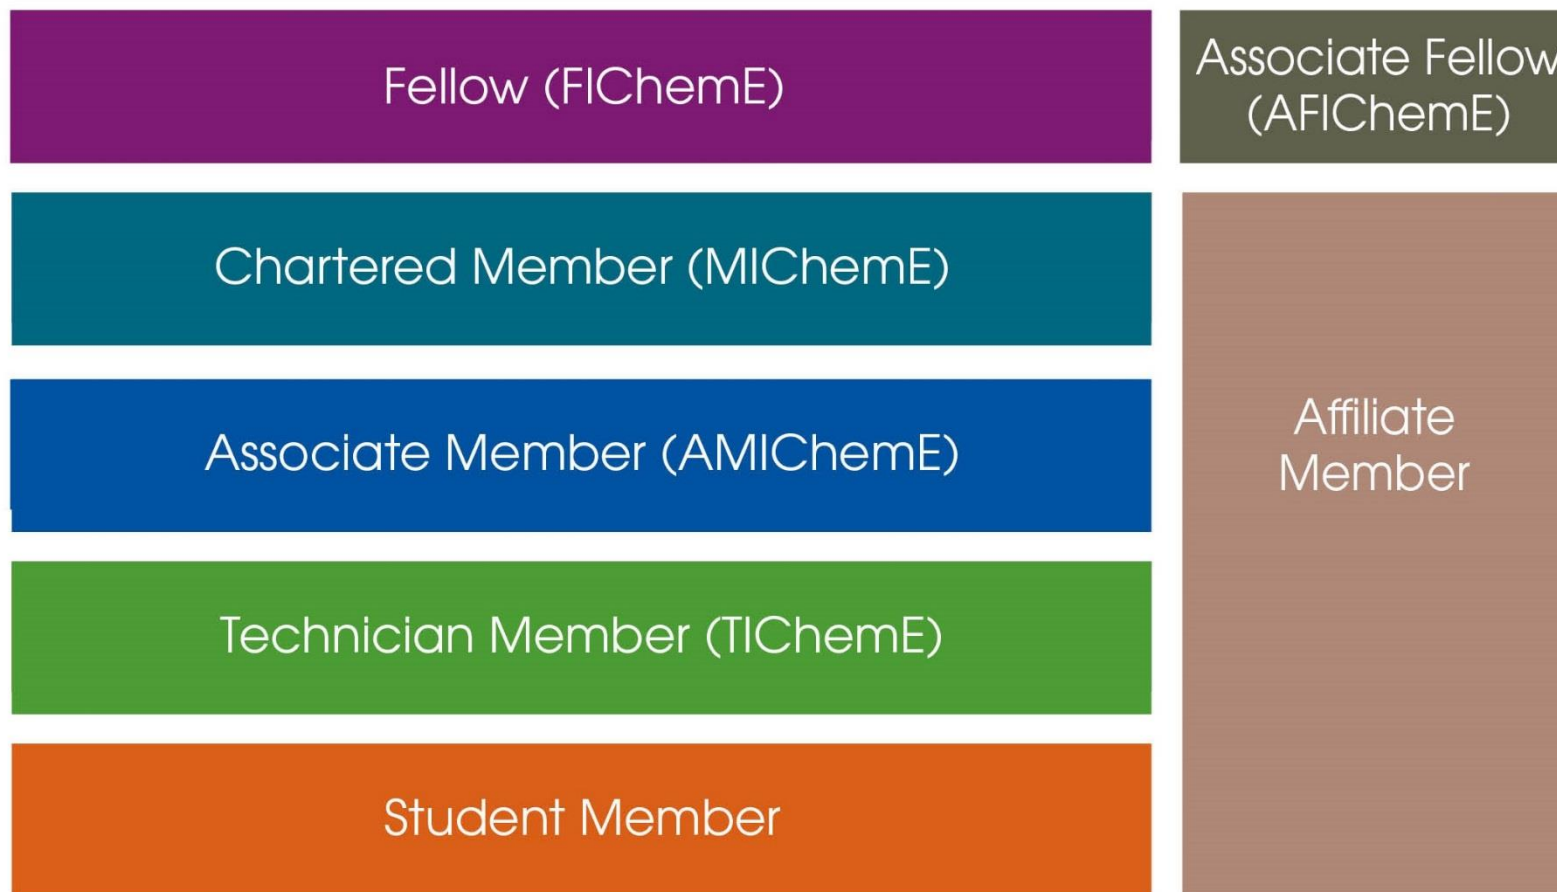 Fellow (FIChemE)
Associate Fellow
(AFIChemE)
Chartered Member (MIChemE)
Associate Member (AMIChemE)
Affiliate
Member
Technician Member (TIChemE)
Student Member